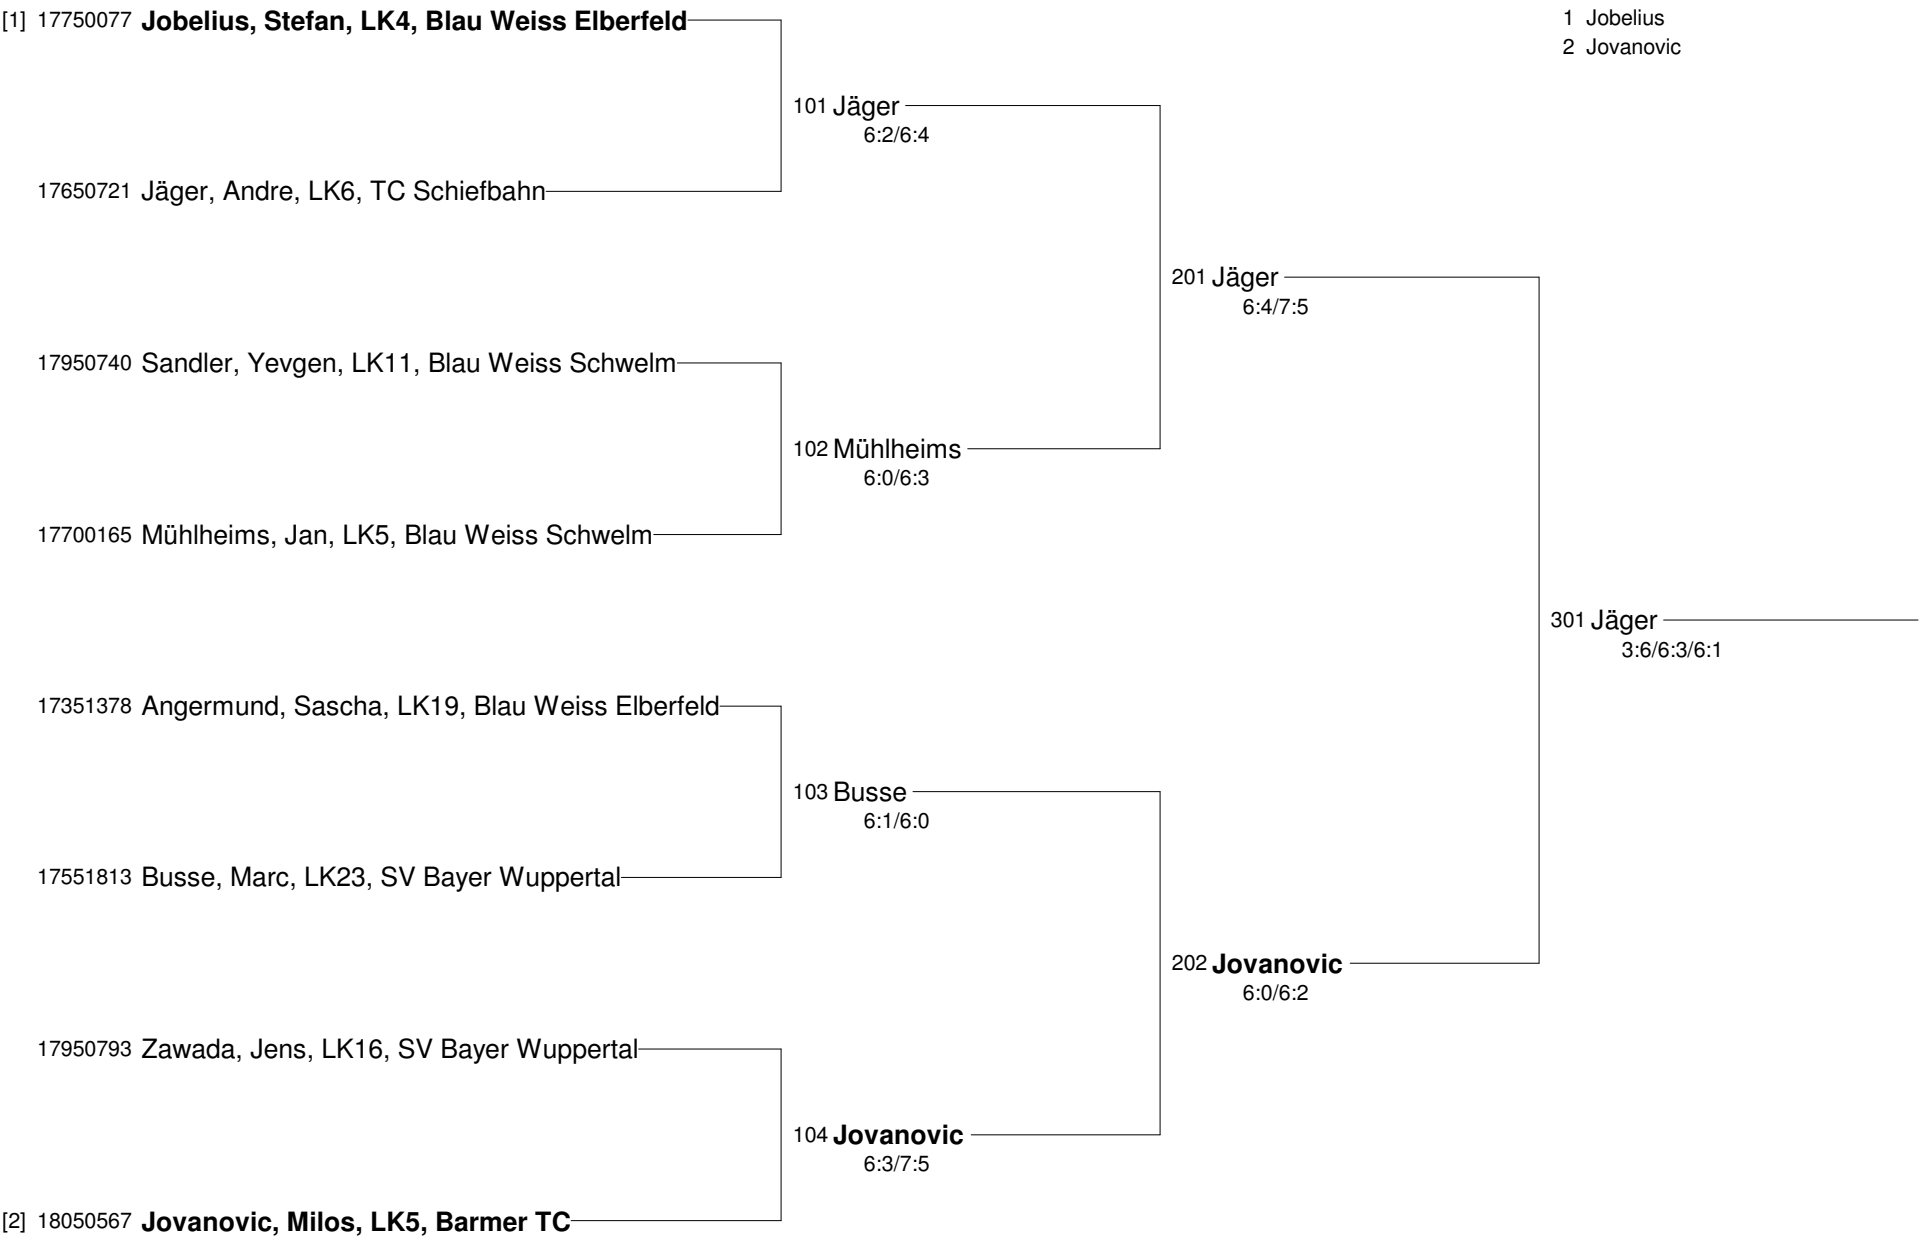 [1] 17750077 Jobelius, Stefan, LK4, Blau Weiss Elberfeld
1 Jobelius
2 Jovanovic
101 Jäger
6:2/6:4
17650721 Jäger, Andre, LK6, TC Schiefbahn
201 Jäger
6:4/7:5
17950740 Sandler, Yevgen, LK11, Blau Weiss Schwelm
102 Mühlheims
6:0/6:3
17700165 Mühlheims, Jan, LK5, Blau Weiss Schwelm
301 Jäger
3:6/6:3/6:1
17351378 Angermund, Sascha, LK19, Blau Weiss Elberfeld
103 Busse
6:1/6:0
17551813 Busse, Marc, LK23, SV Bayer Wuppertal
202 Jovanovic
6:0/6:2
17950793 Zawada, Jens, LK16, SV Bayer Wuppertal
104 Jovanovic
6:3/7:5
[2] 18050567 Jovanovic, Milos, LK5, Barmer TC